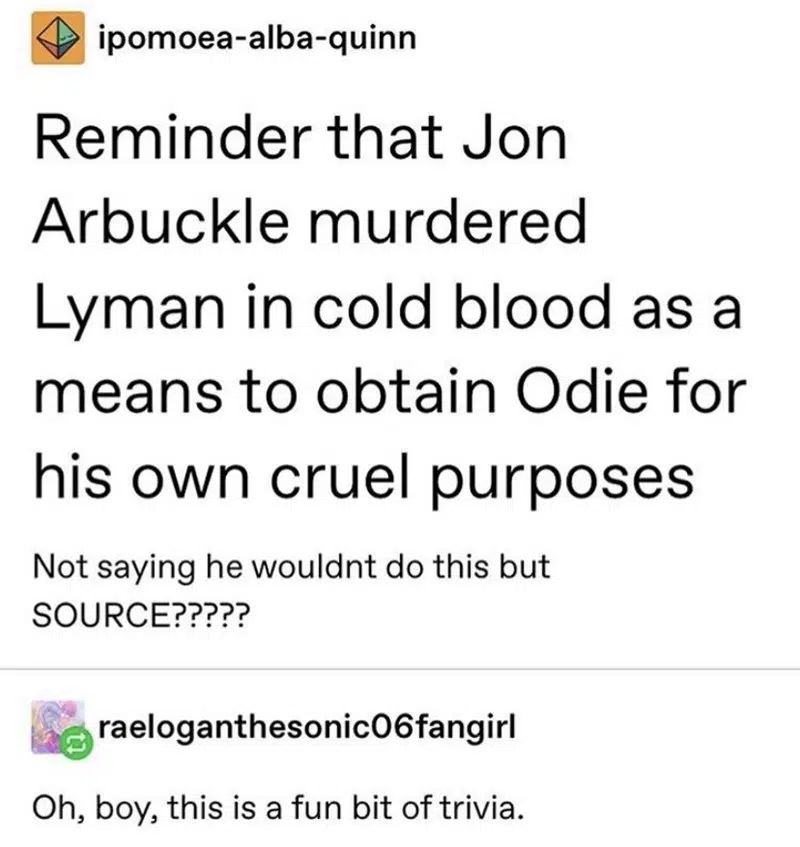 ipomoea-alba-quinn
Reminder that Jon
Arbuckle murdered
Lyman in cold blood as a
means to obtain Odie for
his own cruel purposes
Not saying he wouldnt do this but
SOURCE?????
raeloganthesonic06fangirl
Oh, boy, this is a fun bit of trivia.